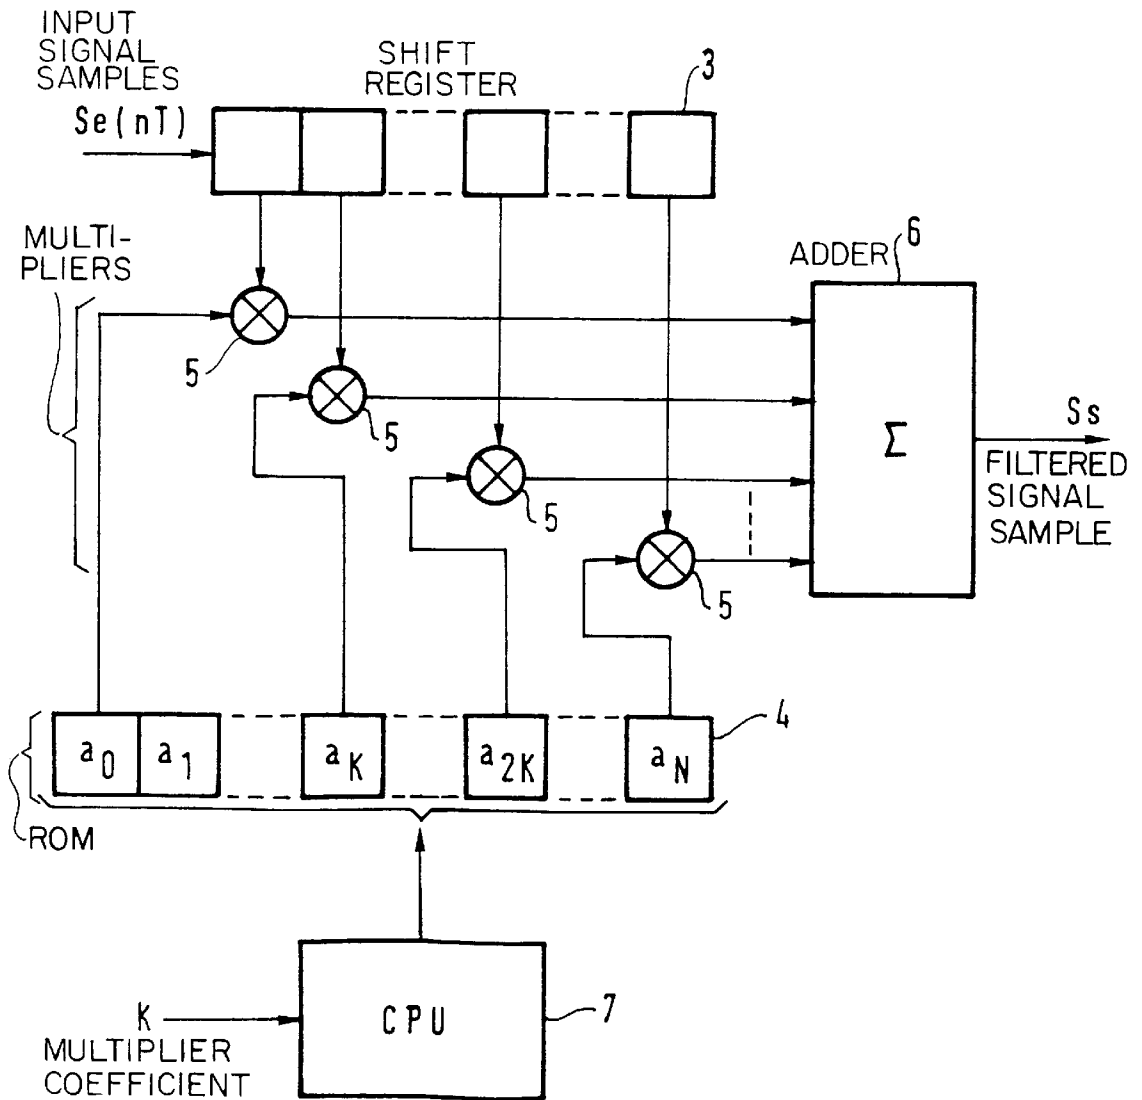 INPUT
SIGNAL
SAMPLES
Se(nT)
SHIFT
REGISTER
3
MULTI-
PLIERS
ADDER 6
5
5
5
5
Σ
Ss
FILTERED
SIGNAL
SAMPLE
a0 a1 aK a2K aN
4
ROM
K
MULTIPLIER
COEFFICIENT
CPU
7